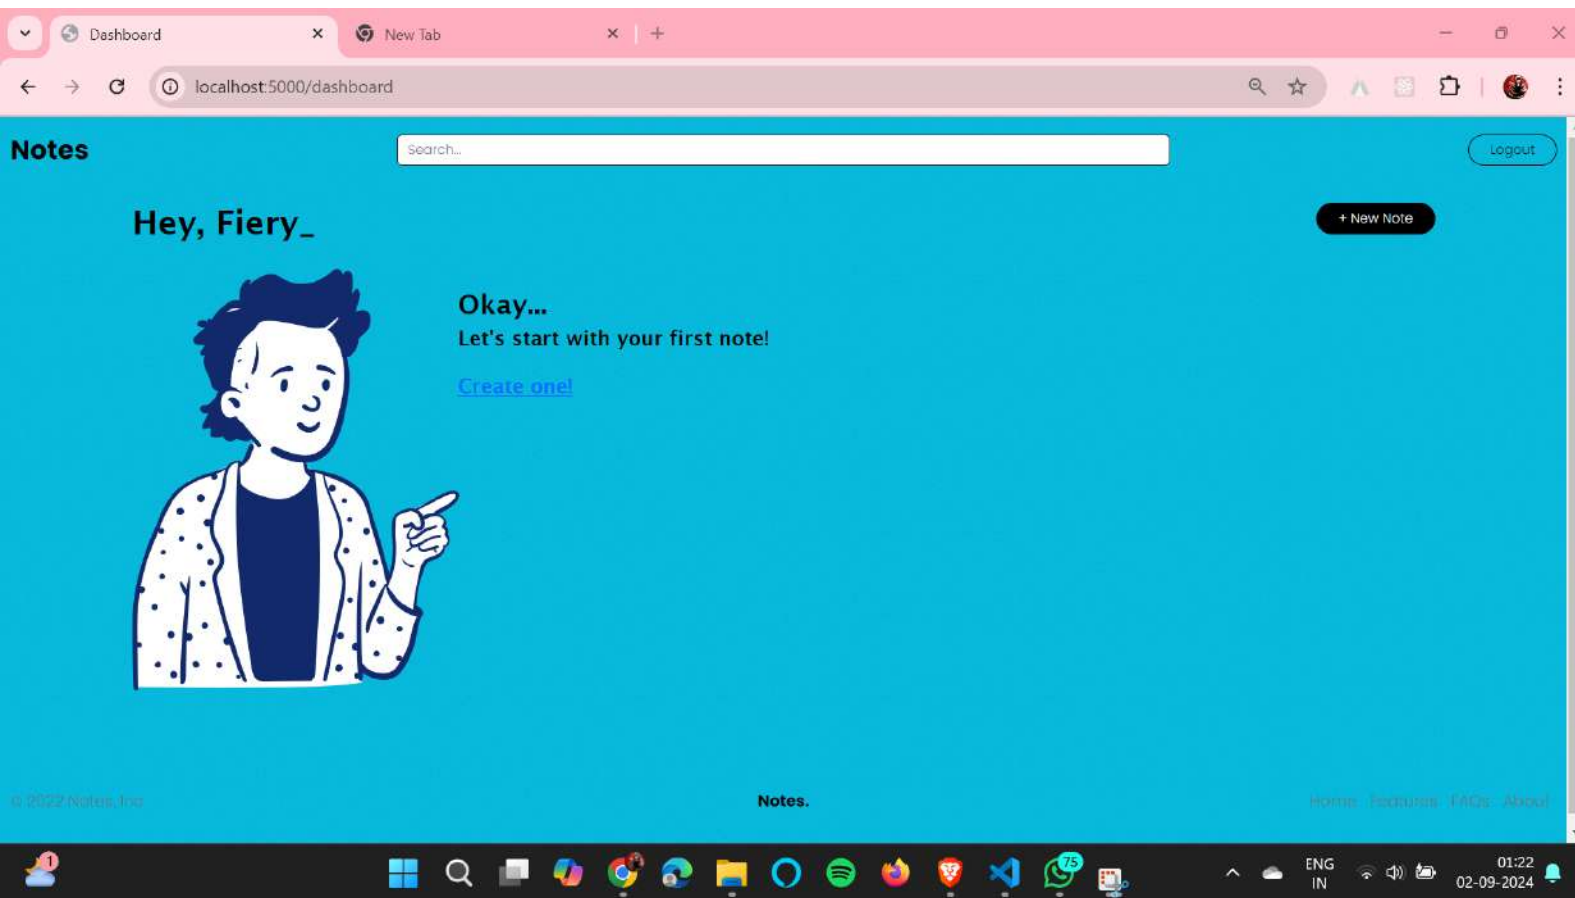 Dashboard
New Tab
localhost:5000/dashboard
Notes
Search...
Logout
Hey, Fiery_
+ New Note
Okay...
Let's start with your first note!
Create one!
© 2022 Notes, Inc
Notes.
Home Features FAQs About
1
75
ENG
IN
01:22
02-09-2024